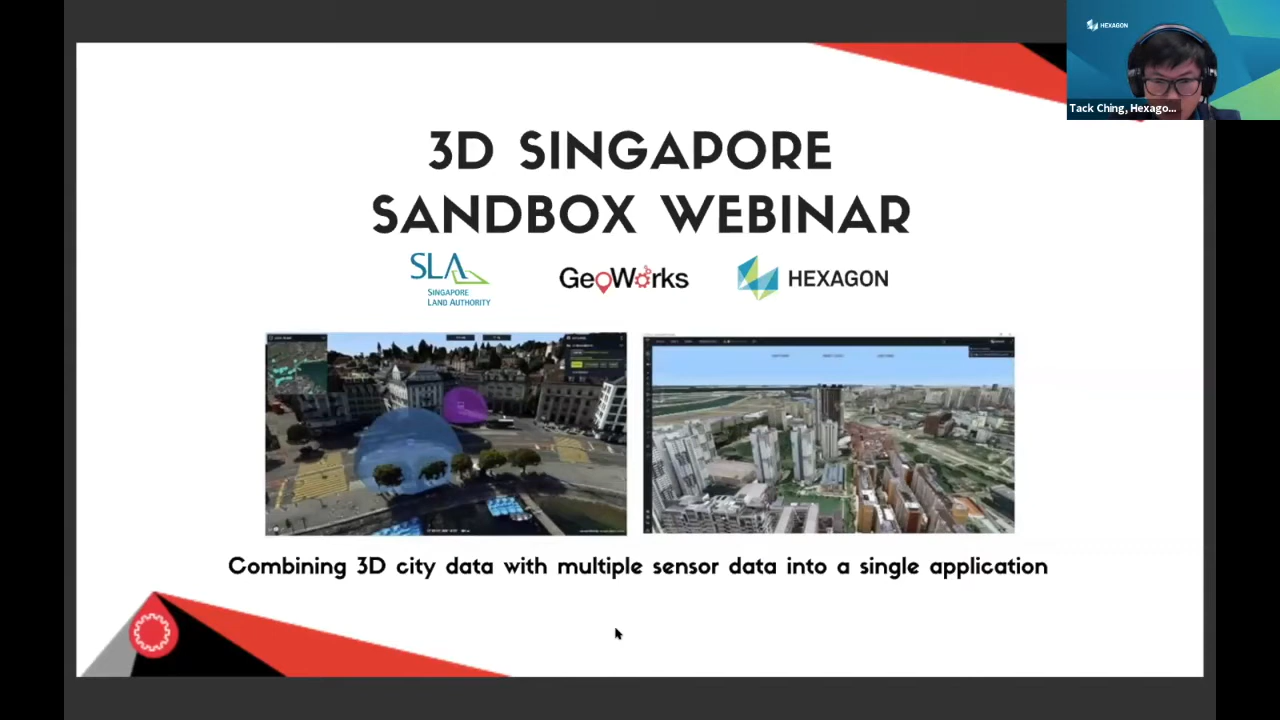 HEXAGON
Tack Ching, Hexago...
3D SINGAPORE
SANDBOX WEBINAR
SLA
SINGAPORE
LAND AUTHORITY
GeoWorks
HEXAGON
Combining 3D city data with multiple sensor data into a single application